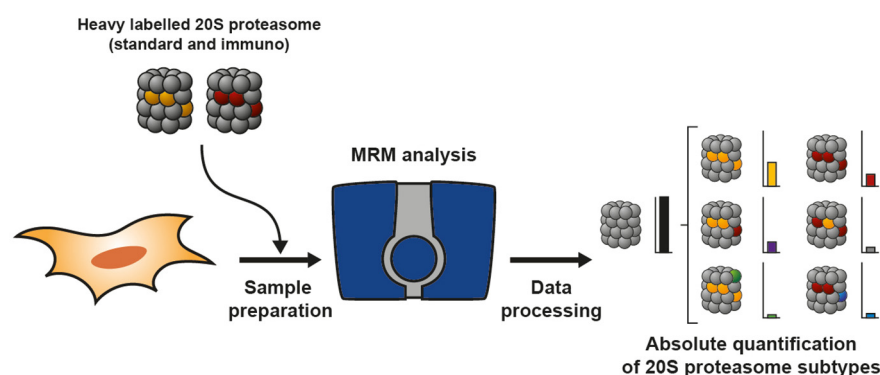 Heavy labelled 20S proteasome
(standard and immuno)
MRM analysis
Sample
preparation
Data
processing
Absolute quantification
of 20S proteasome subtypes